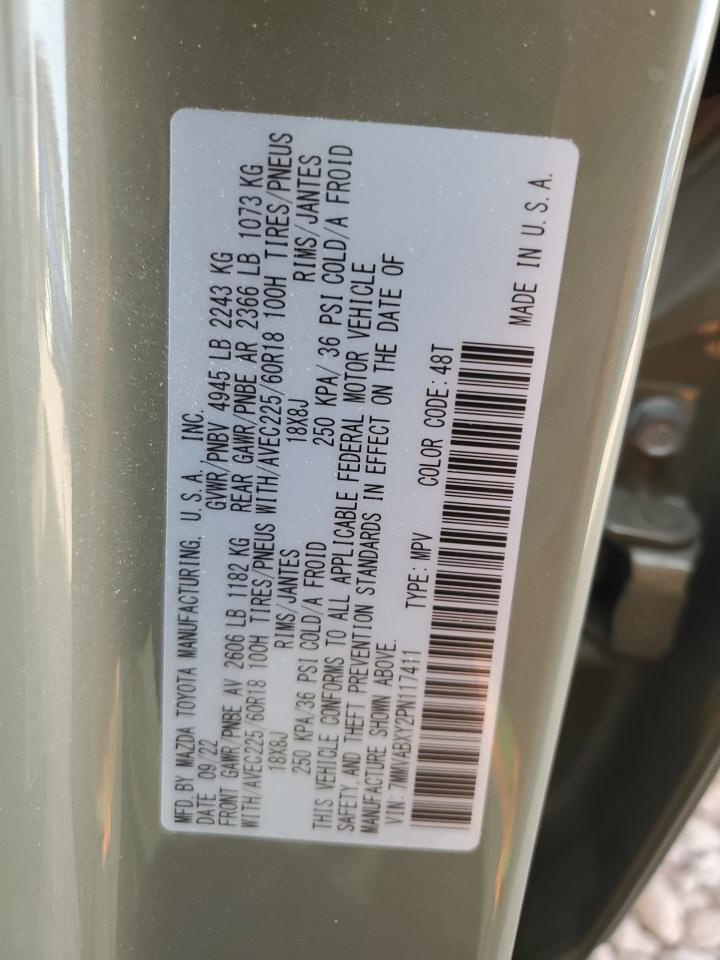 MFD.BY MAZDA TOYOTA MANUFACTURING, U.S.A. INC.
DATE 09/22 GVWR/PNBV 4945 LB 2243 KG
FRONT GAWR/PNBE AV 2606 LB 1182 KG REAR GAWR/PNBE AR 2366 LB 1073 KG
WITH/AVEC225/60R18 100H TIRES/PNEUS WITH/AVEC225/60R18 100H TIRES/PNEUS
18X8J RIMS/JANTES 18X8J RIMS/JANTES
250 KPA/36 PSI COLD/A FROID 250 KPA/ 36 PSI COLD/A FROID
THIS VEHICLE CONFORMS TO ALL APPLICABLE FEDERAL MOTOR VEHICLE
SAFETY,AND THEFT PREVENTION STANDARDS IN EFFECT ON THE DATE OF
MANUFACTURE SHOWN ABOVE.
VIN:7MMVABXY2PN117411 TYPE:MPV COLOR CODE:48T
MADE IN U.S.A.